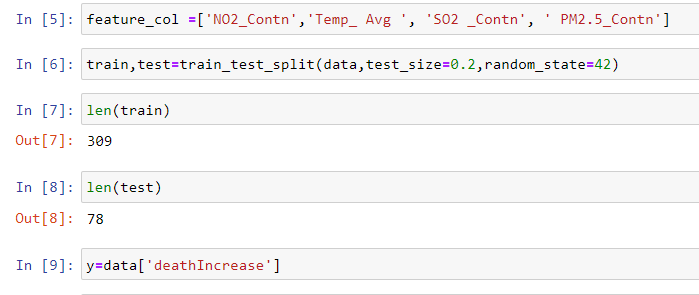 In [5]: feature_col =['NO2_Contn','Temp_ Avg ', 'SO2 _Contn', ' PM2.5_Contn']
In [6]: train,test=train_test_split(data,test_size=0.2,random_state=42)
In [7]: len(train)
Out[7]: 309
In [8]: len(test)
Out[8]: 78
In [9]: y=data['deathIncrease']